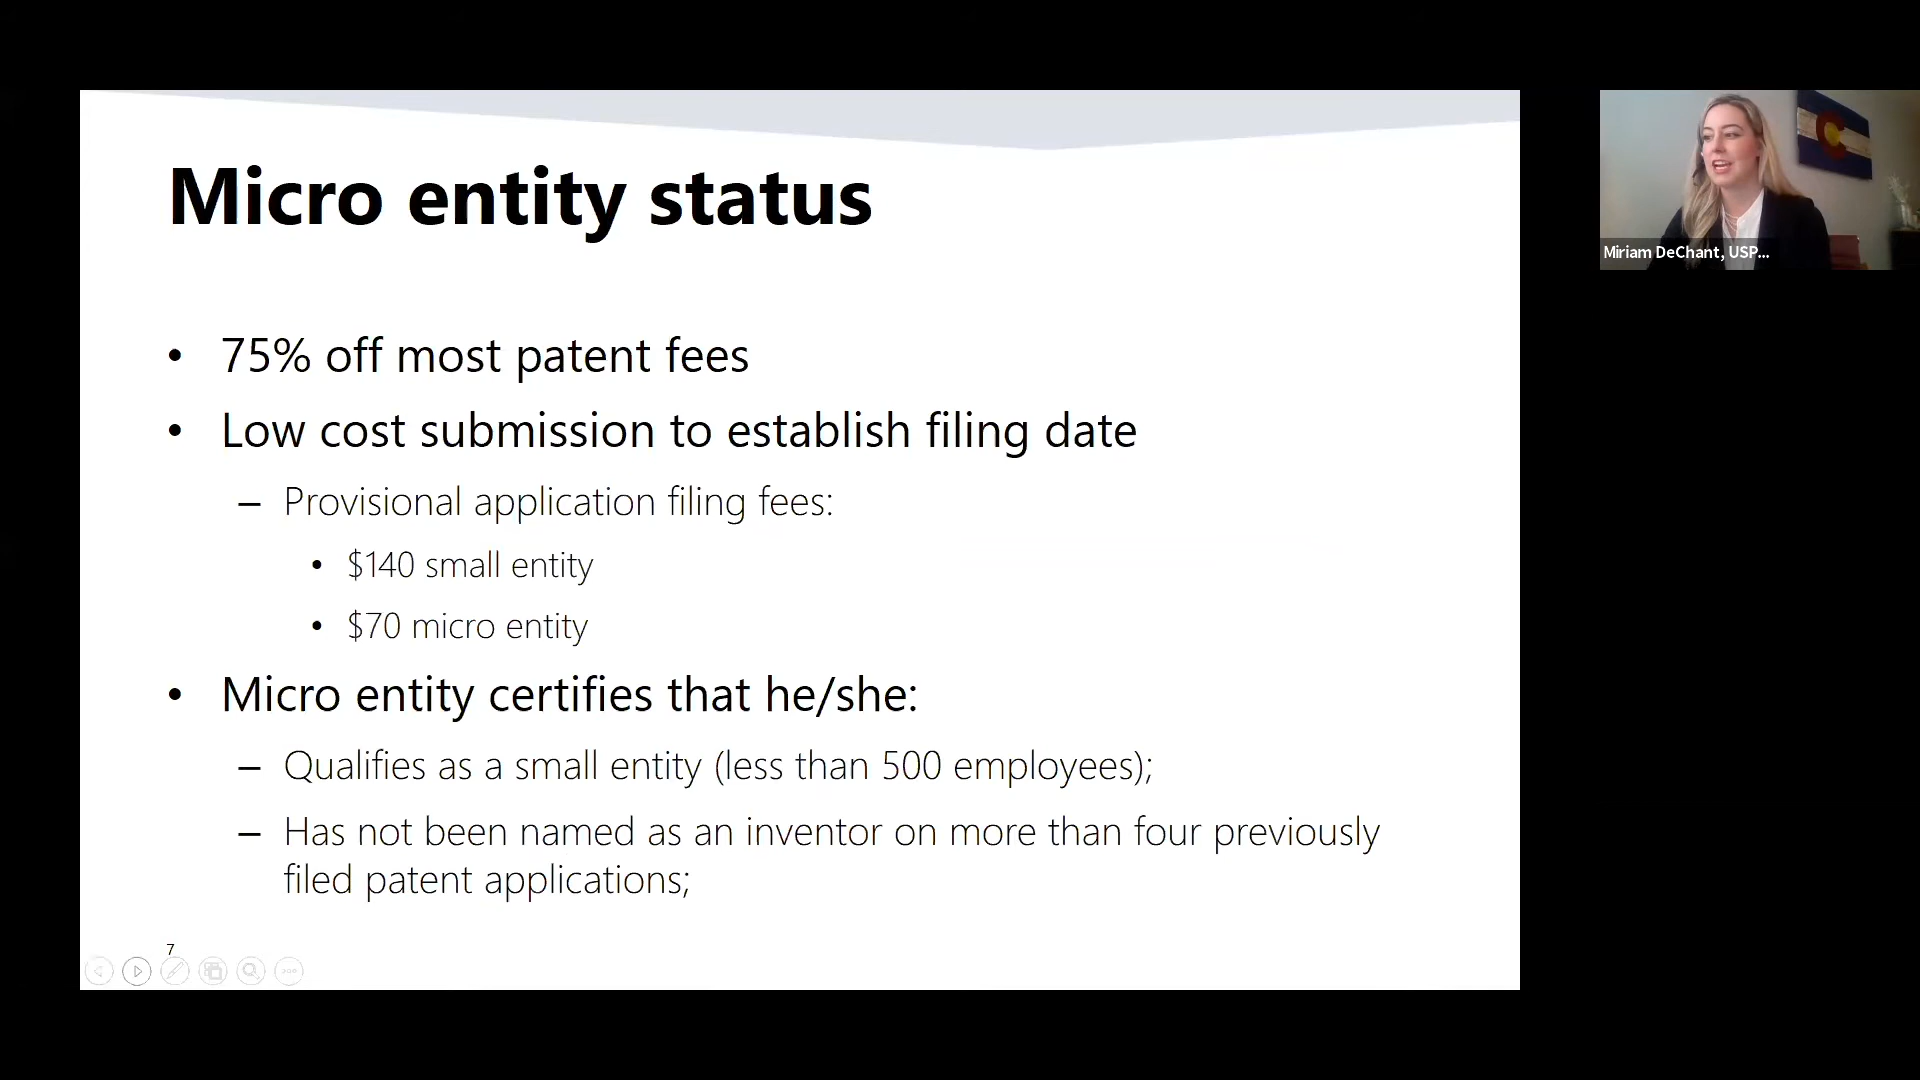 Micro entity status
• 75% off most patent fees
• Low cost submission to establish filing date
– Provisional application filing fees:
• $140 small entity
• $70 micro entity
• Micro entity certifies that he/she:
– Qualifies as a small entity (less than 500 employees);
– Has not been named as an inventor on more than four previously
filed patent applications;
7
Miriam DeChant, USP...